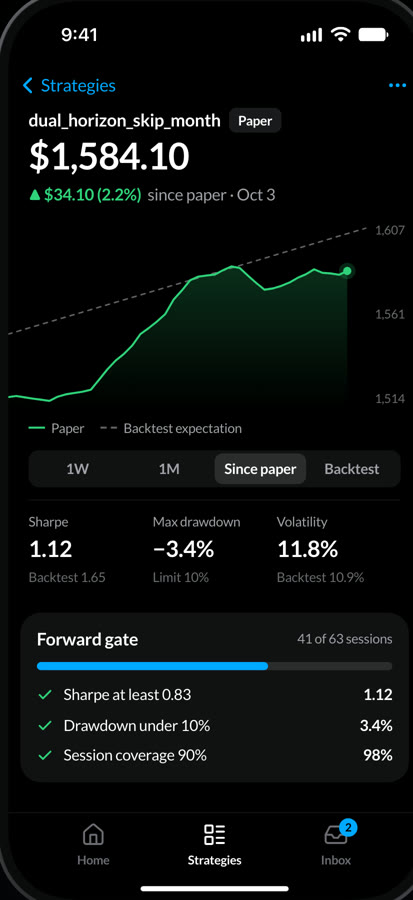 9:41
Strategies
dual_horizon_skip_month Paper
$1,584.10
$34.10 (2.2%) since paper · Oct 3
1,607
1,561
1,514
Paper Backtest expectation
1W 1M Since paper Backtest
Sharpe Max drawdown Volatility
1.12 −3.4% 11.8%
Backtest 1.65 Limit 10% Backtest 10.9%
Forward gate 41 of 63 sessions
Sharpe at least 0.83 1.12
Drawdown under 10% 3.4%
Session coverage 90% 98%
2
Home Strategies Inbox